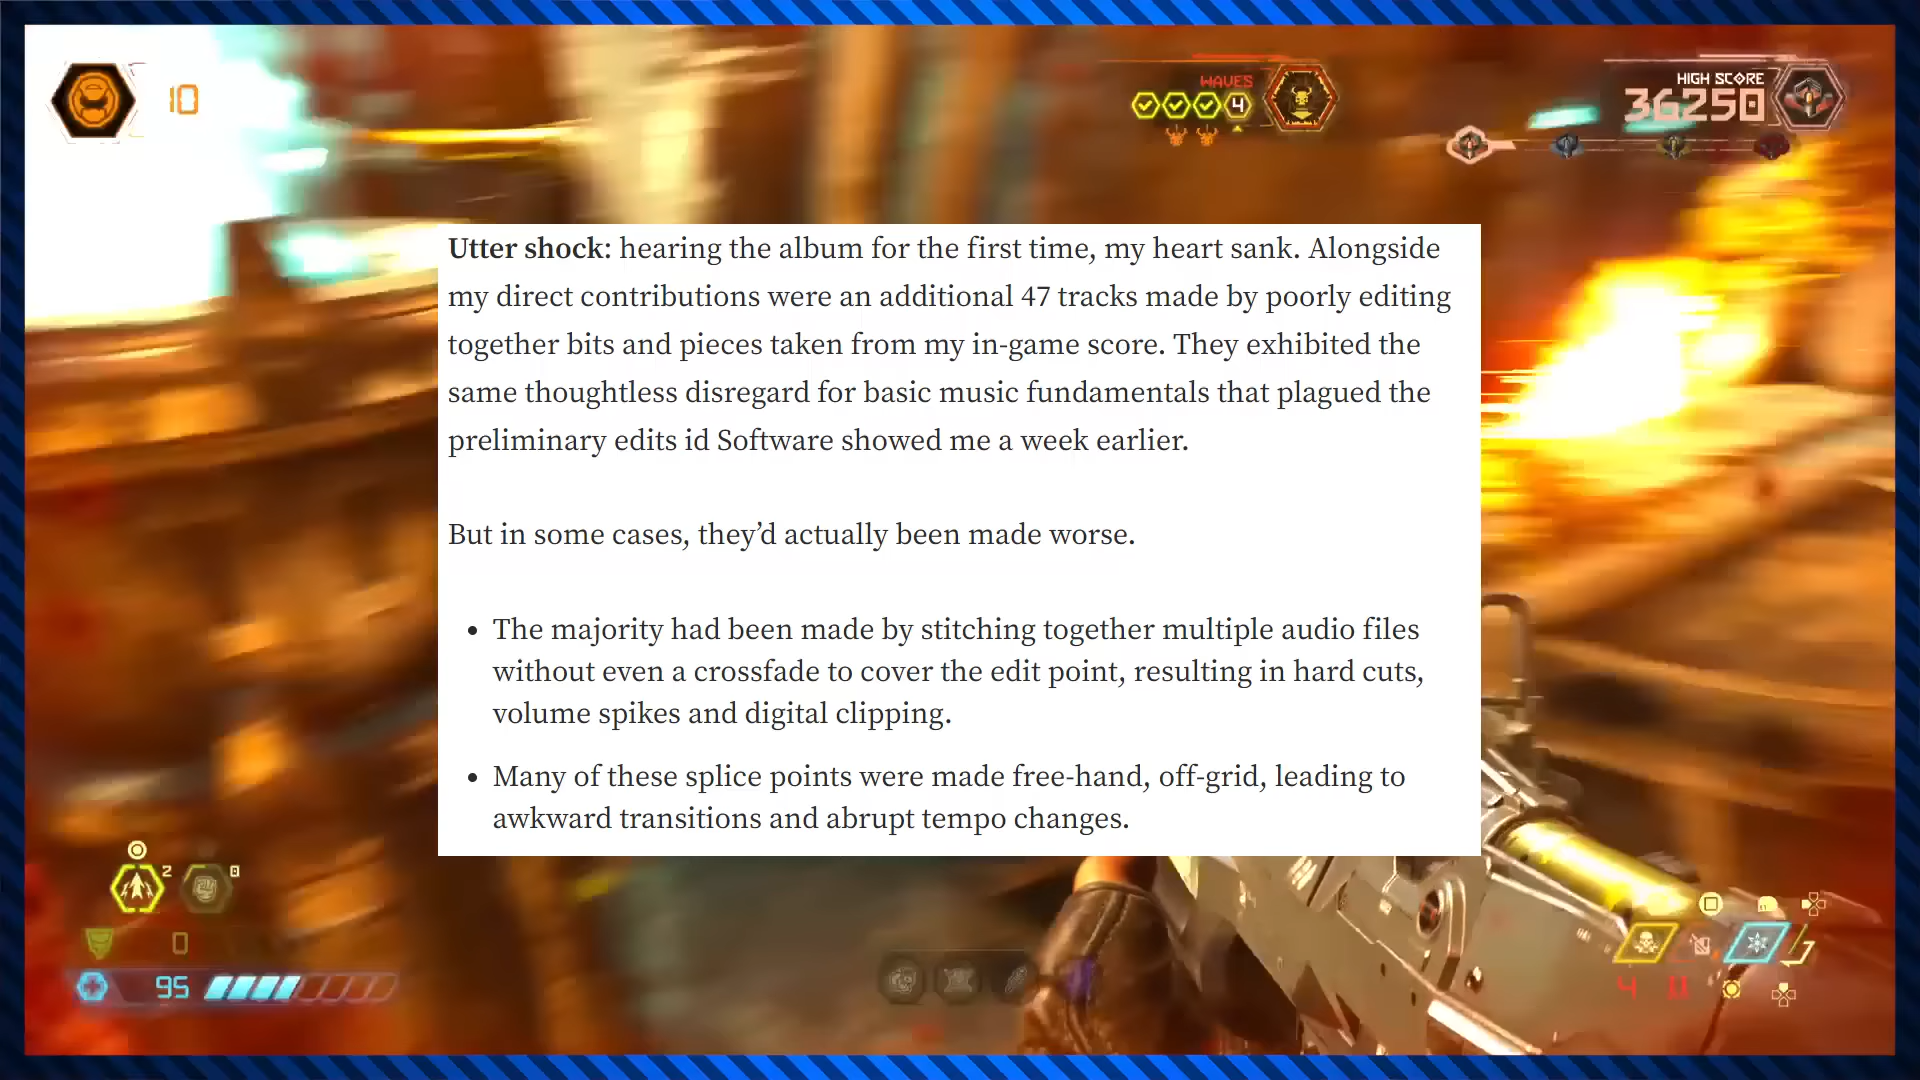 10
WAVES
4
HIGH SCORE
36250
Utter shock: hearing the album for the first time, my heart sank. Alongside
my direct contributions were an additional 47 tracks made by poorly editing
together bits and pieces taken from my in-game score. They exhibited the
same thoughtless disregard for basic music fundamentals that plagued the
preliminary edits id Software showed me a week earlier.
But in some cases, they’d actually been made worse.
• The majority had been made by stitching together multiple audio files
without even a crossfade to cover the edit point, resulting in hard cuts,
volume spikes and digital clipping.
• Many of these splice points were made free-hand, off-grid, leading to
awkward transitions and abrupt tempo changes.
2
0
0
95
4 11